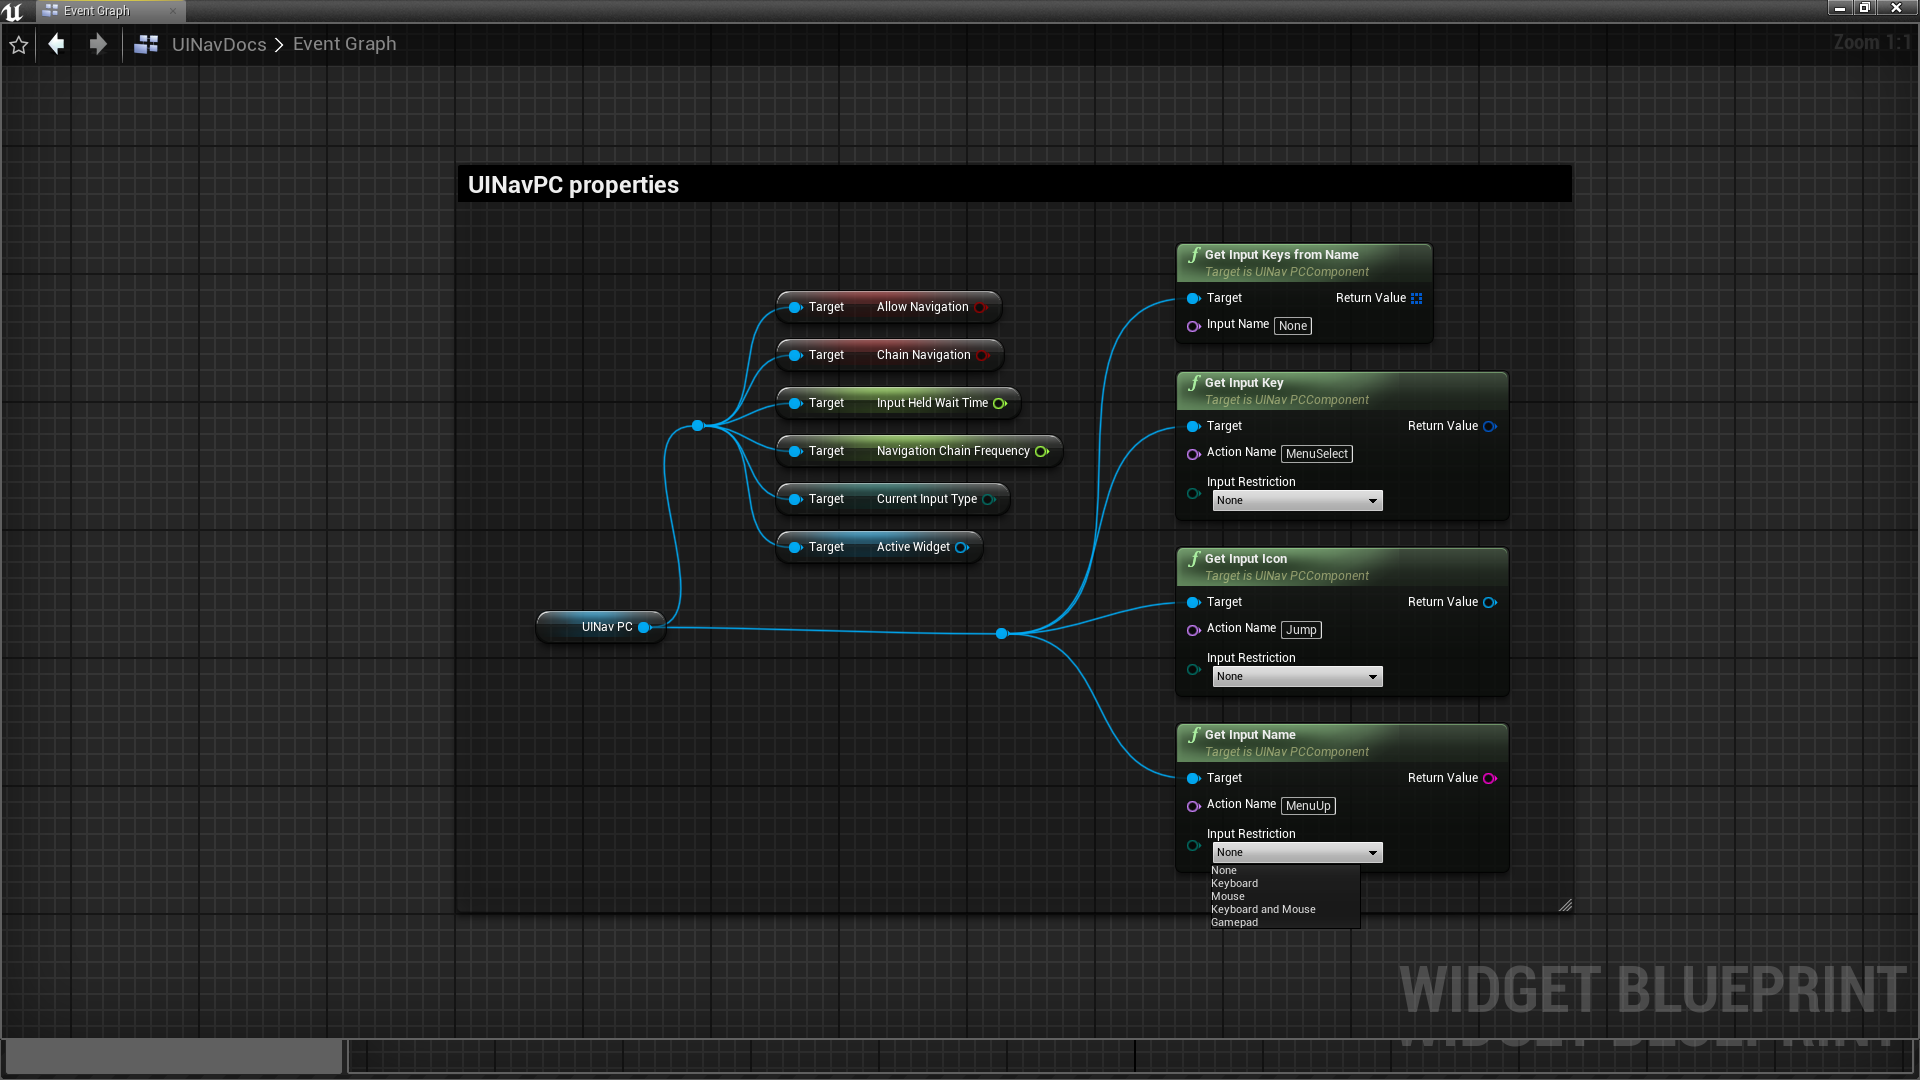 Event Graph
UINavDocs > Event Graph
Zoom 1:1
UINavPC properties
Target Allow Navigation
Target Chain Navigation
Target Input Held Wait Time
Target Navigation Chain Frequency
Target Current Input Type
Target Active Widget
UINav PC
Get Input Keys from Name
Target is UINav PCComponent
Target Return Value
Input Name None
Get Input Key
Target is UINav PCComponent
Target Return Value
Action Name MenuSelect
Input Restriction
None
Get Input Icon
Target is UINav PCComponent
Target Return Value
Action Name Jump
Input Restriction
None
Get Input Name
Target is UINav PCComponent
Target Return Value
Action Name MenuUp
Input Restriction
None
None
Keyboard
Mouse
Keyboard and Mouse
Gamepad
WIDGET BLUEPRINT
WIDGET BLUEPRINT